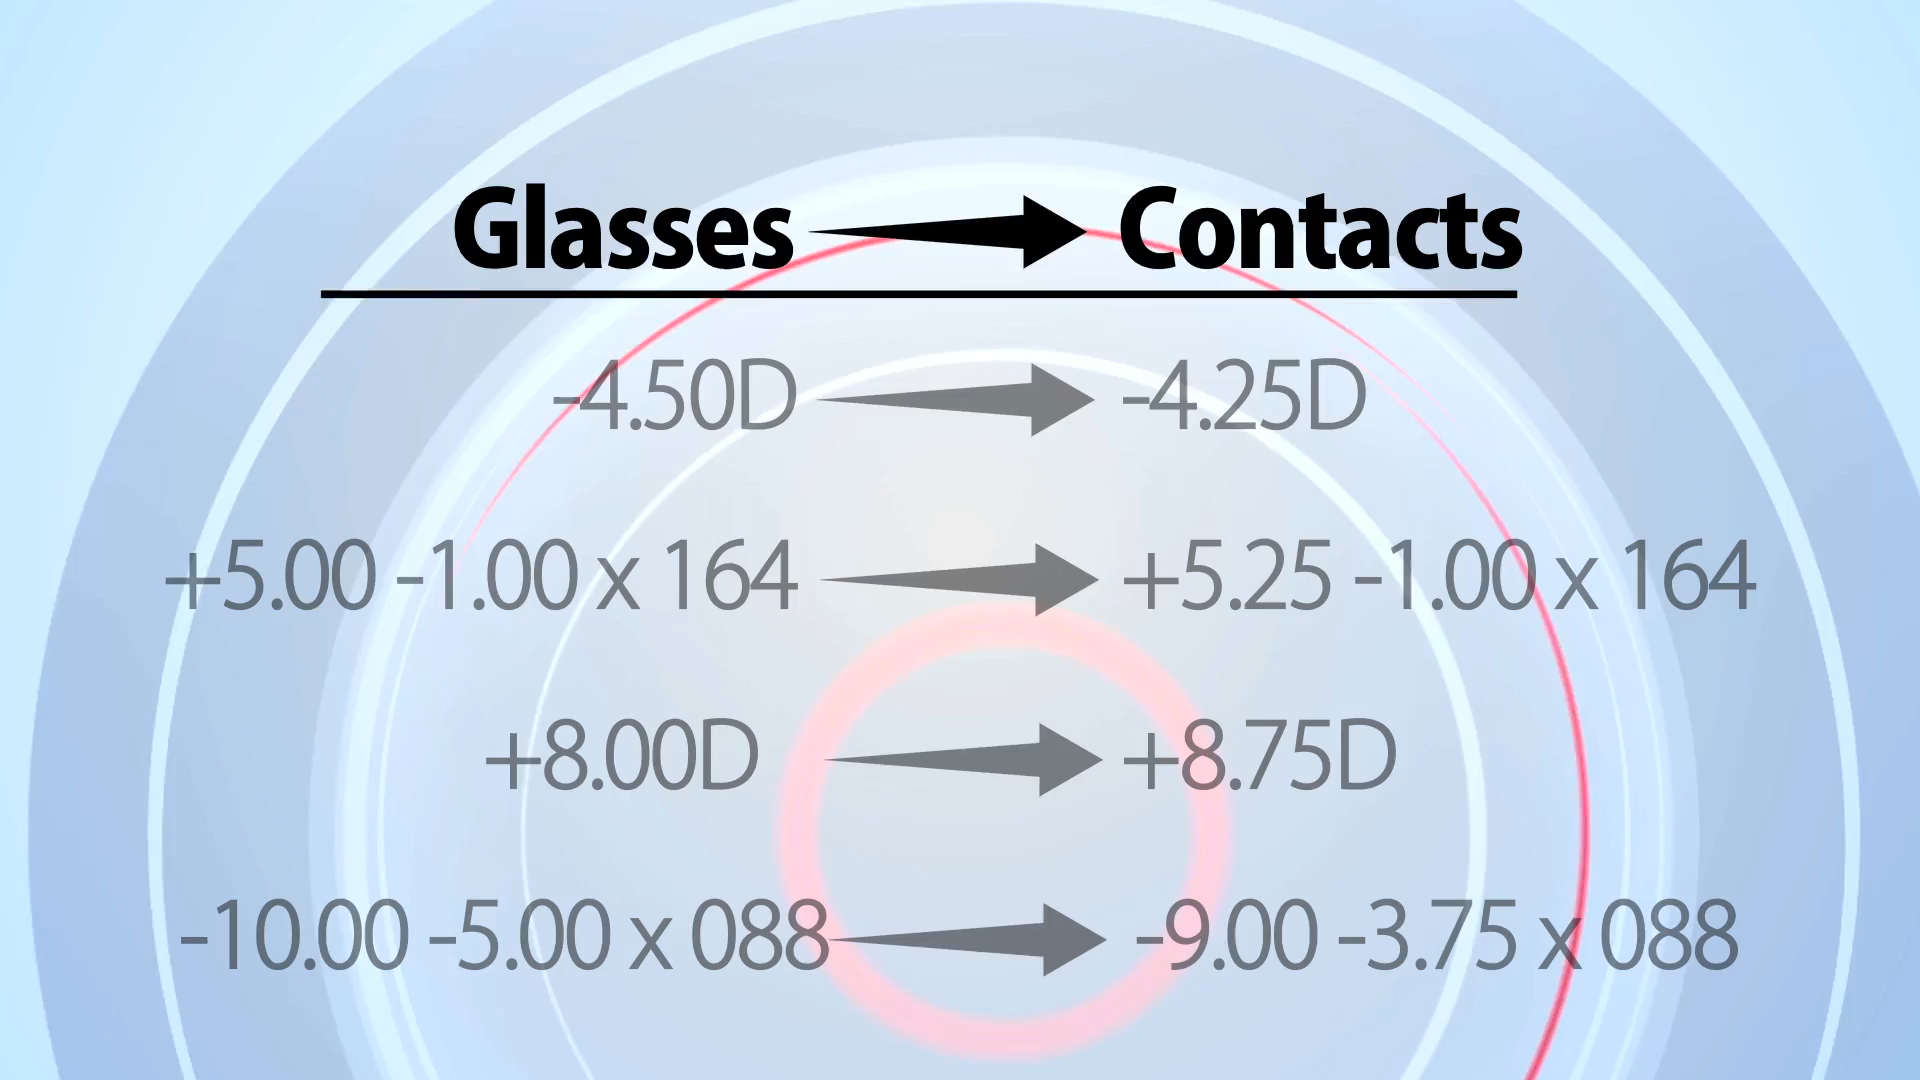 Glasses Contacts
-4.50D -4.25D
+5.00 -1.00 x 164 +5.25 -1.00 x 164
+8.00D +8.75D
-10.00 -5.00 x 088 -9.00 -3.75 x 088